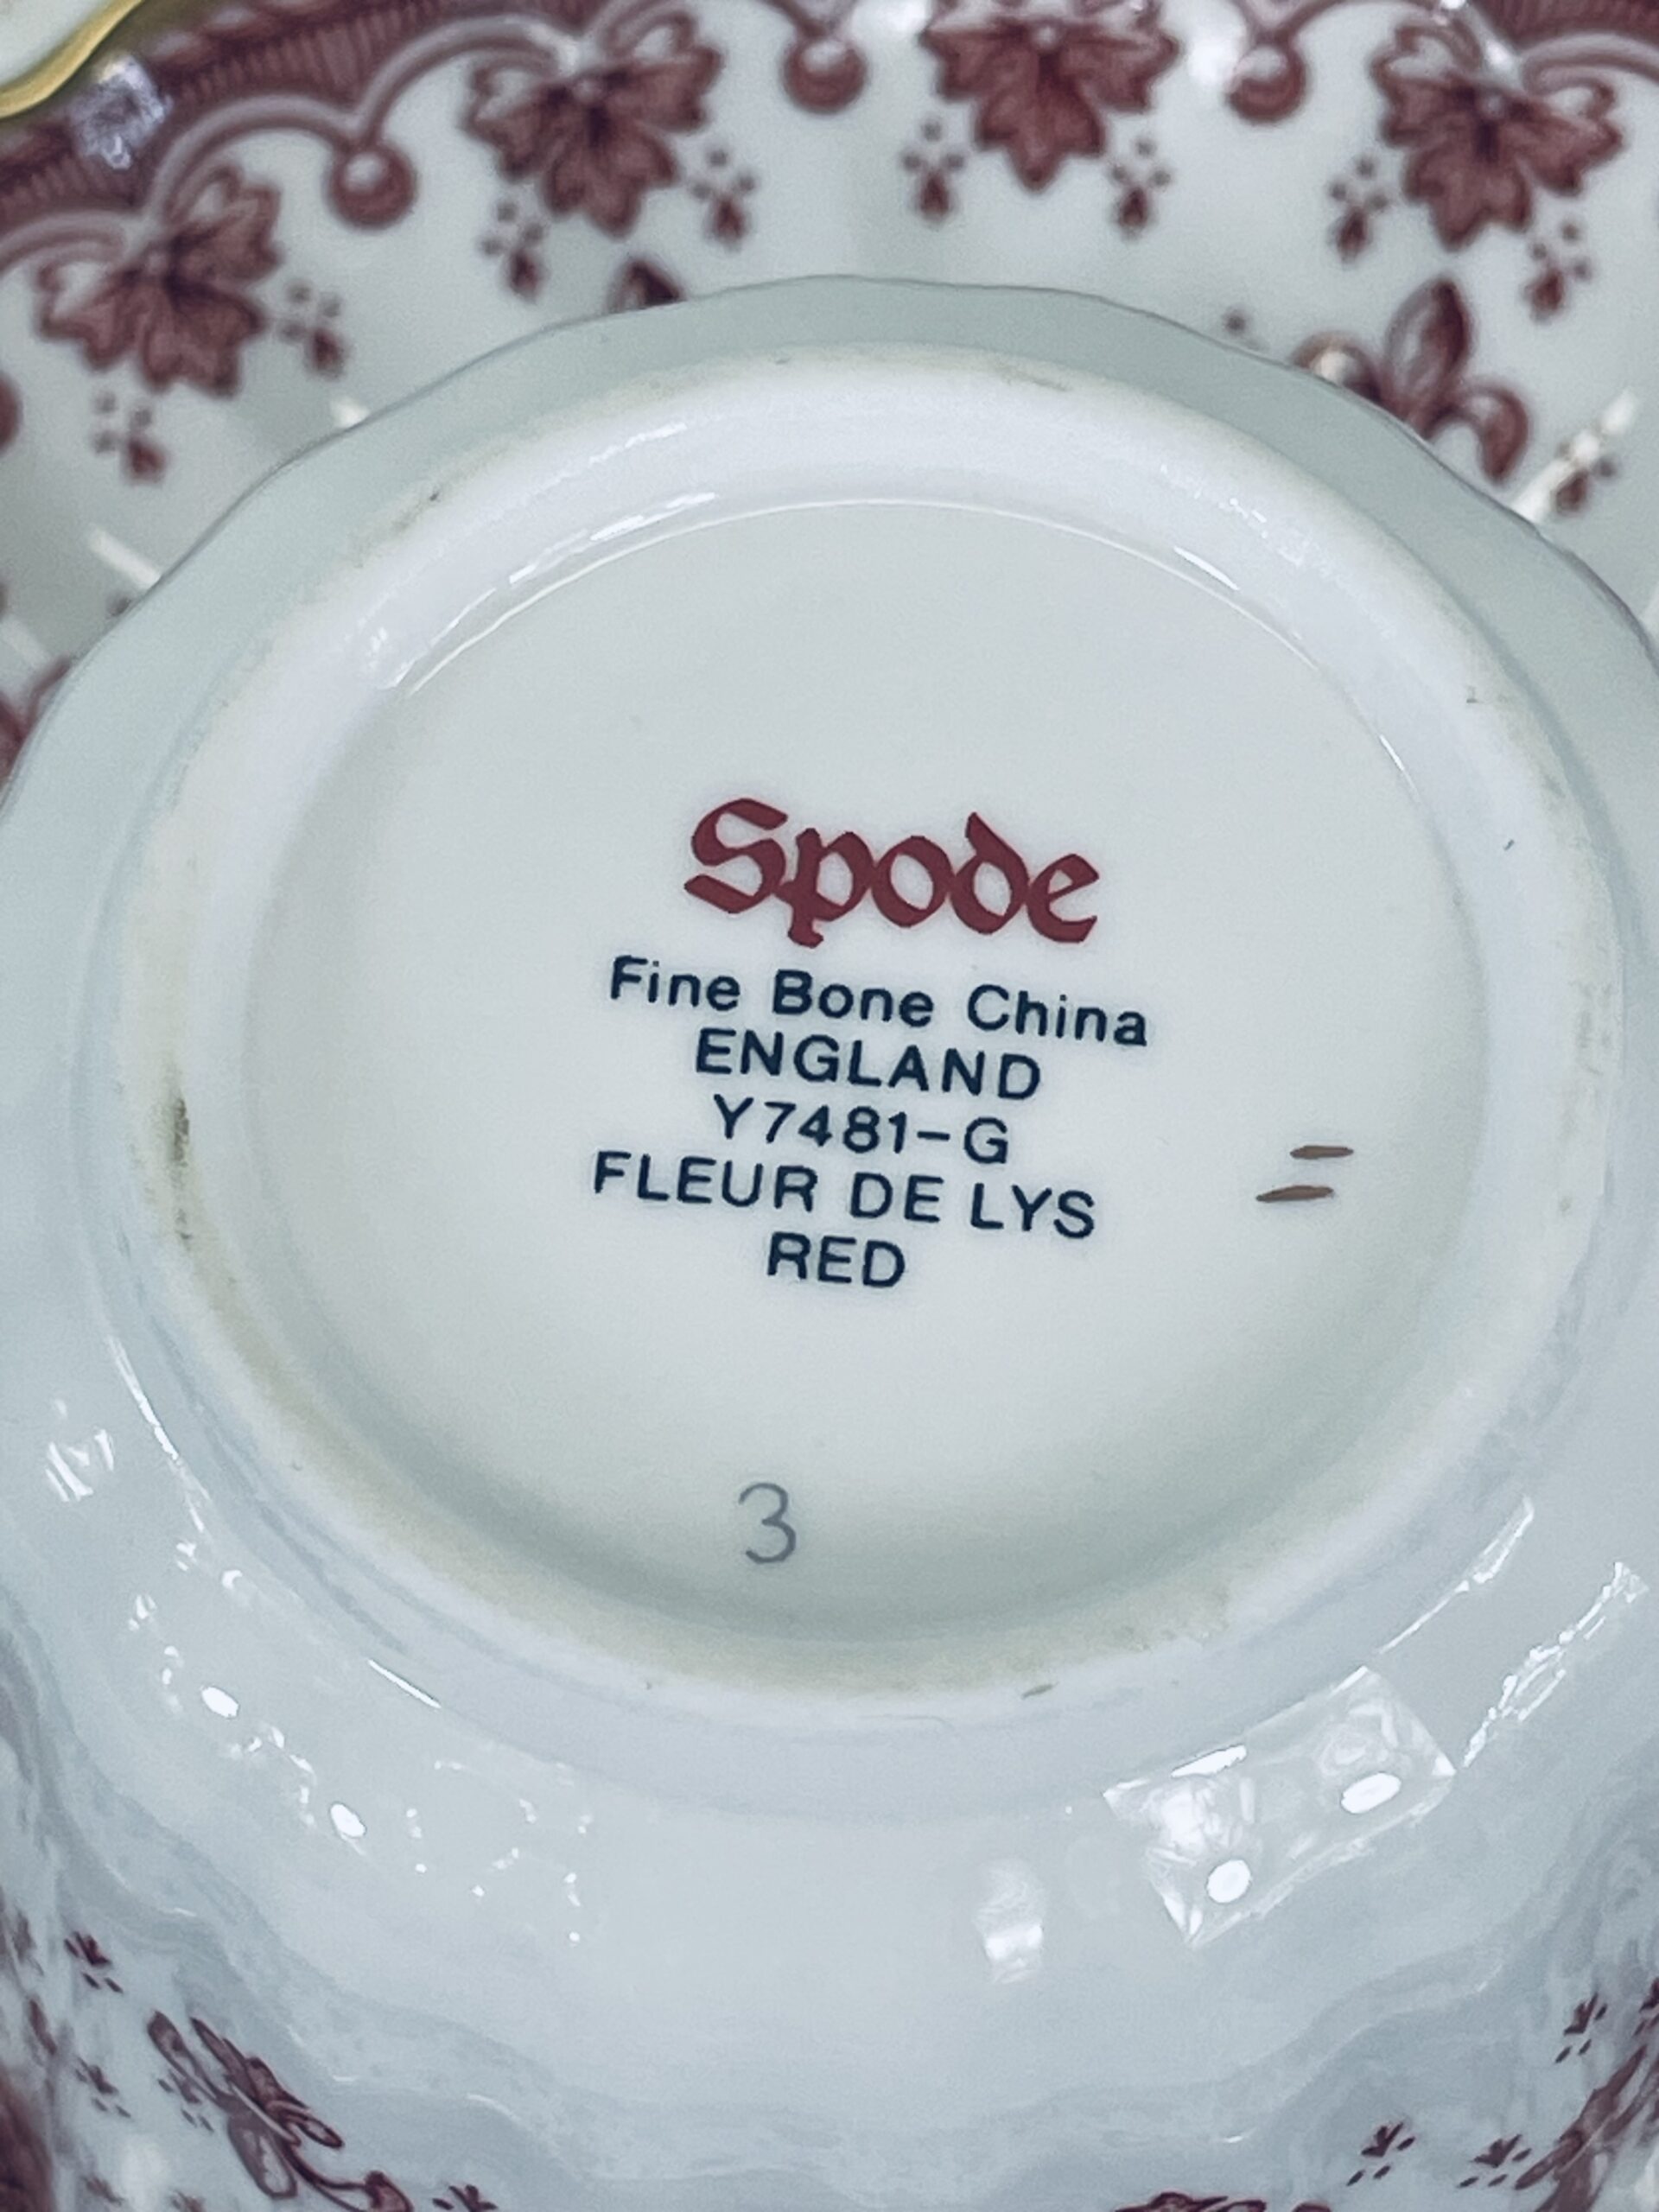 Spode
Fine Bone China
ENGLAND
Y7481-G
FLEUR DE LYS
RED
3